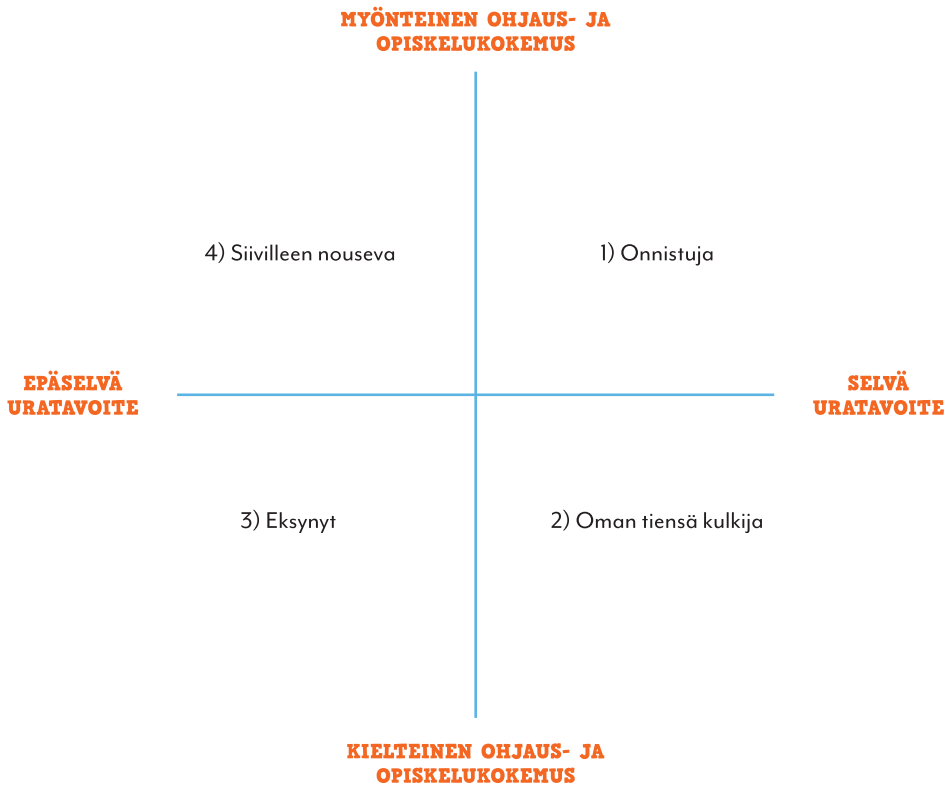 MYÖNTEINEN OHJAUS- JA
OPISKELUKOKEMUS
4) Siivilleen nouseva
1) Onnistuja
EPÄSELVÄ
URATAVOITE
SELVÄ
URATAVOITE
3) Eksynyt
2) Oman tiensä kulkija
KIELTEINEN OHJAUS- JA
OPISKELUKOKEMUS